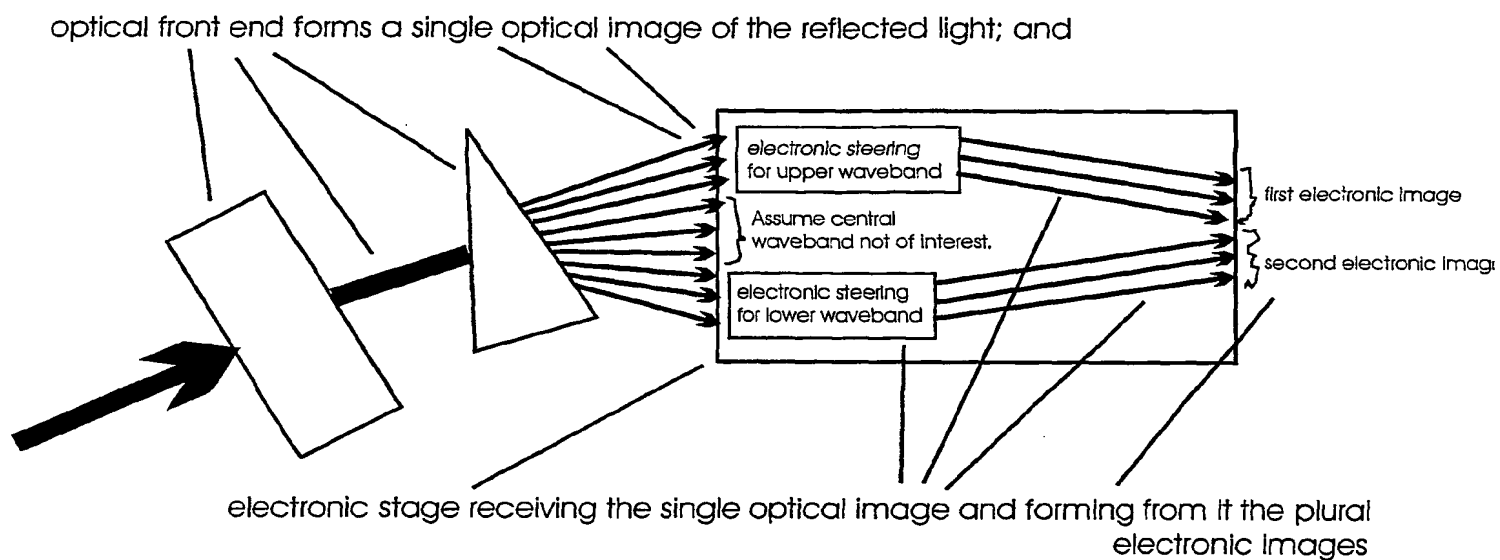 optical front end forms a single optical image of the reflected light; and
electronic steering
for upper waveband
first electronic image
Assume central
waveband not of interest.
second electronic imag
electronic steering
for lower waveband
electronic stage receiving the single optical image and forming from it the plural
electronic images